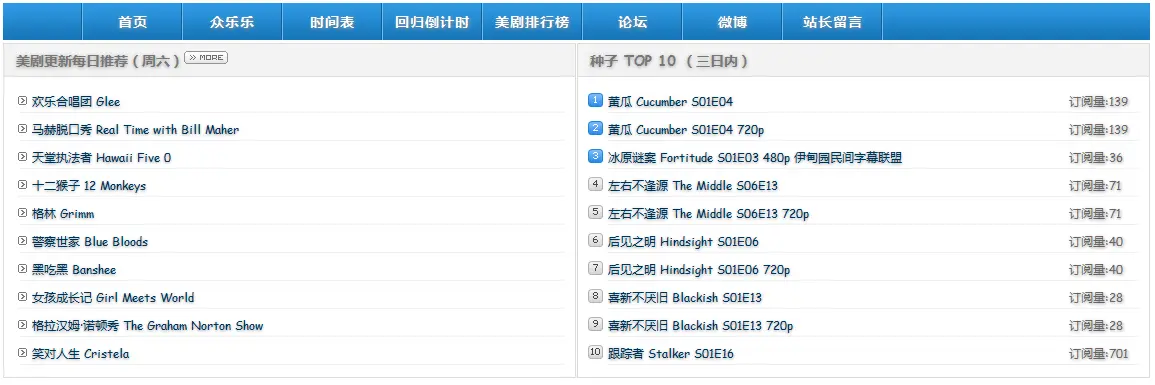 首页 众乐乐 时间表 回归倒计时 美剧排行榜 论坛 微博 站长留言
美剧更新每日推荐 ( 周六 ) >> MORE
欢乐合唱团 Glee
马赫脱口秀 Real Time with Bill Maher
天堂执法者 Hawaii Five 0
十二猴子 12 Monkeys
格林 Grimm
警察世家 Blue Bloods
黑吃黑 Banshee
女孩成长记 Girl Meets World
格拉汉姆·诺顿秀 The Graham Norton Show
笑对人生 Cristela
种子 TOP 10 （三日内）
1 黄瓜 Cucumber S01E04 订阅量:139
2 黄瓜 Cucumber S01E04 720p 订阅量:139
3 冰原谜案 Fortitude S01E03 480p 伊甸园民间字幕联盟 订阅量:36
4 左右不逢源 The Middle S06E13 订阅量:71
5 左右不逢源 The Middle S06E13 720p 订阅量:71
6 后见之明 Hindsight S01E06 订阅量:40
7 后见之明 Hindsight S01E06 720p 订阅量:40
8 喜新不厌旧 Blackish S01E13 订阅量:28
9 喜新不厌旧 Blackish S01E13 720p 订阅量:28
10 跟踪者 Stalker S01E16 订阅量:701